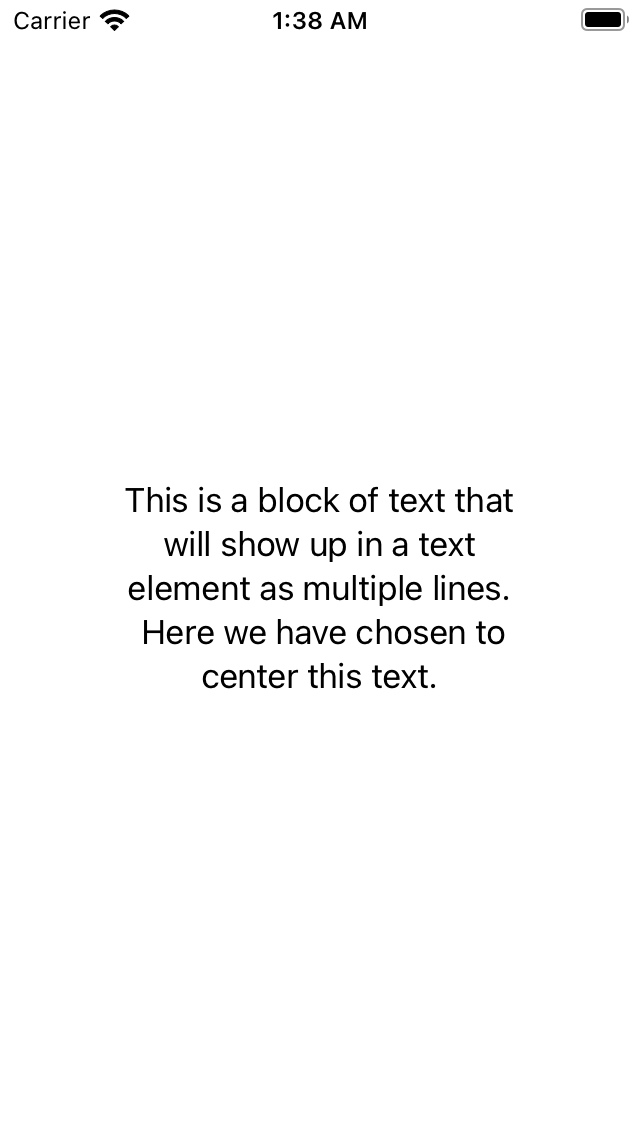 Carrier 1:38 AM
This is a block of text that
will show up in a text
element as multiple lines.
Here we have chosen to
center this text.